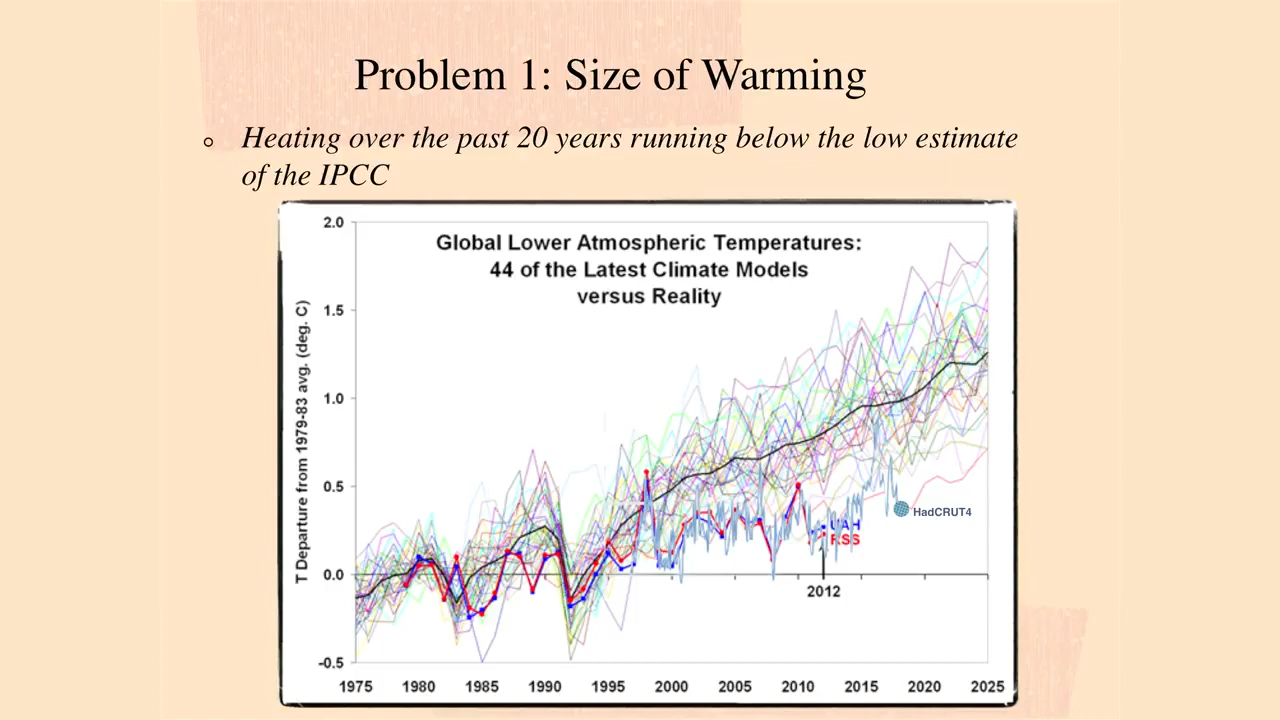 Problem 1: Size of Warming
Heating over the past 20 years running below the low estimate
of the IPCC
Global Lower Atmospheric Temperatures:
44 of the Latest Climate Models
versus Reality
T Departure from 1979-83 avg. (deg. C)
2.0
1.5
1.0
0.5
0.0
-0.5
HadCRUT4
UAH
RSS
2012
1975 1980 1985 1990 1995 2000 2005 2010 2015 2020 2025